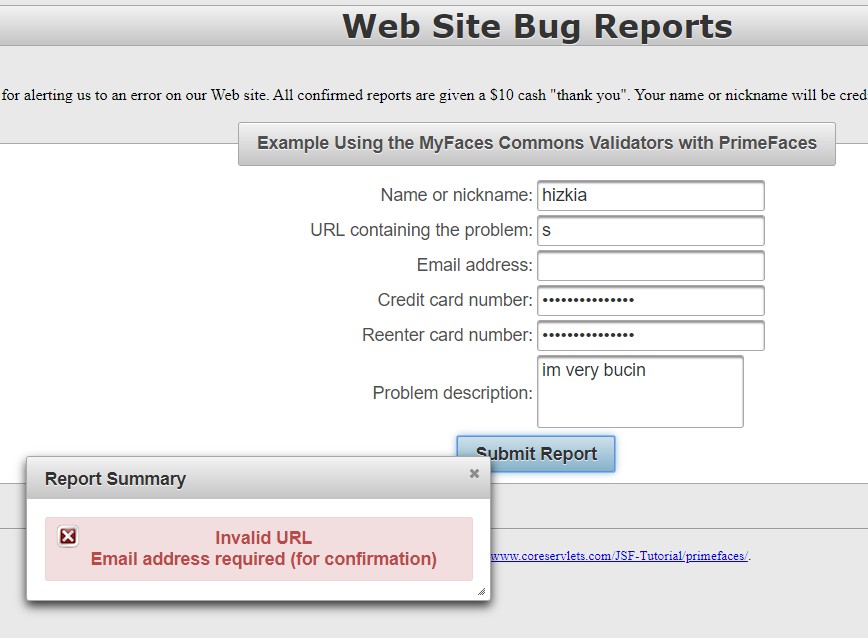 Web Site Bug Reports
for alerting us to an error on our Web site. All confirmed reports are given a $10 cash "thank you". Your name or nickname will be cred
Example Using the MyFaces Commons Validators with PrimeFaces
Name or nickname: hizkia
URL containing the problem: s
Email address:
Credit card number: •••••••••••••••
Reenter card number: •••••••••••••••
Problem description: im very bucin
Submit Report
Report Summary
Invalid URL
Email address required (for confirmation)
www.coreservlets.com/JSF-Tutorial/primefaces/.